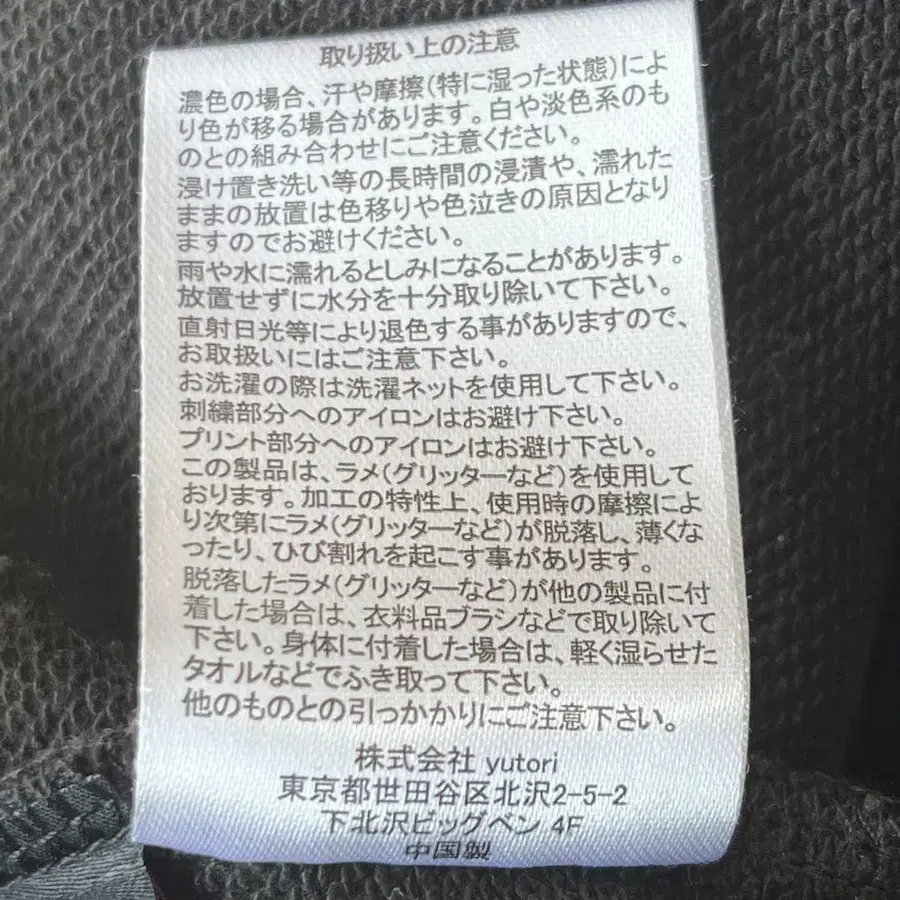 取り扱い上の注意
濃色の場合、汗や摩擦(特に湿った状態)によ
り色が移る場合があります。白や淡色系のも
のとの組み合わせにご注意ください。
浸け置き洗い等の長時間の浸漬や、濡れた
ままの放置は色移りや色泣きの原因となり
ますのでお避けください。
雨や水に濡れるとしみになることがあります。
放置せずに水分を十分取り除いて下さい。
直射日光等により退色する事がありますので、
お取扱いにはご注意下さい。
お洗濯の際は洗濯ネットを使用して下さい。
刺繍部分へのアイロンはお避け下さい。
プリント部分へのアイロンはお避け下さい。
この製品は、ラメ(グリッターなど)を使用して
おります。加工の特性上、使用時の摩擦によ
り次第にラメ(グリッターなど)が脱落し、薄くな
ったり、ひび割れを起こす事があります。
脱落したラメ(グリッターなど)が他の製品に付
着した場合は、衣料品ブラシなどで取り除いて
下さい。身体に付着した場合は、軽く湿らせた
タオルなどでふき取って下さい。
他のものとの引っかかりにご注意下さい。
株式会社 yutori
東京都世田谷区北沢2-5-2
下北沢ビッグベン 4F
中国製